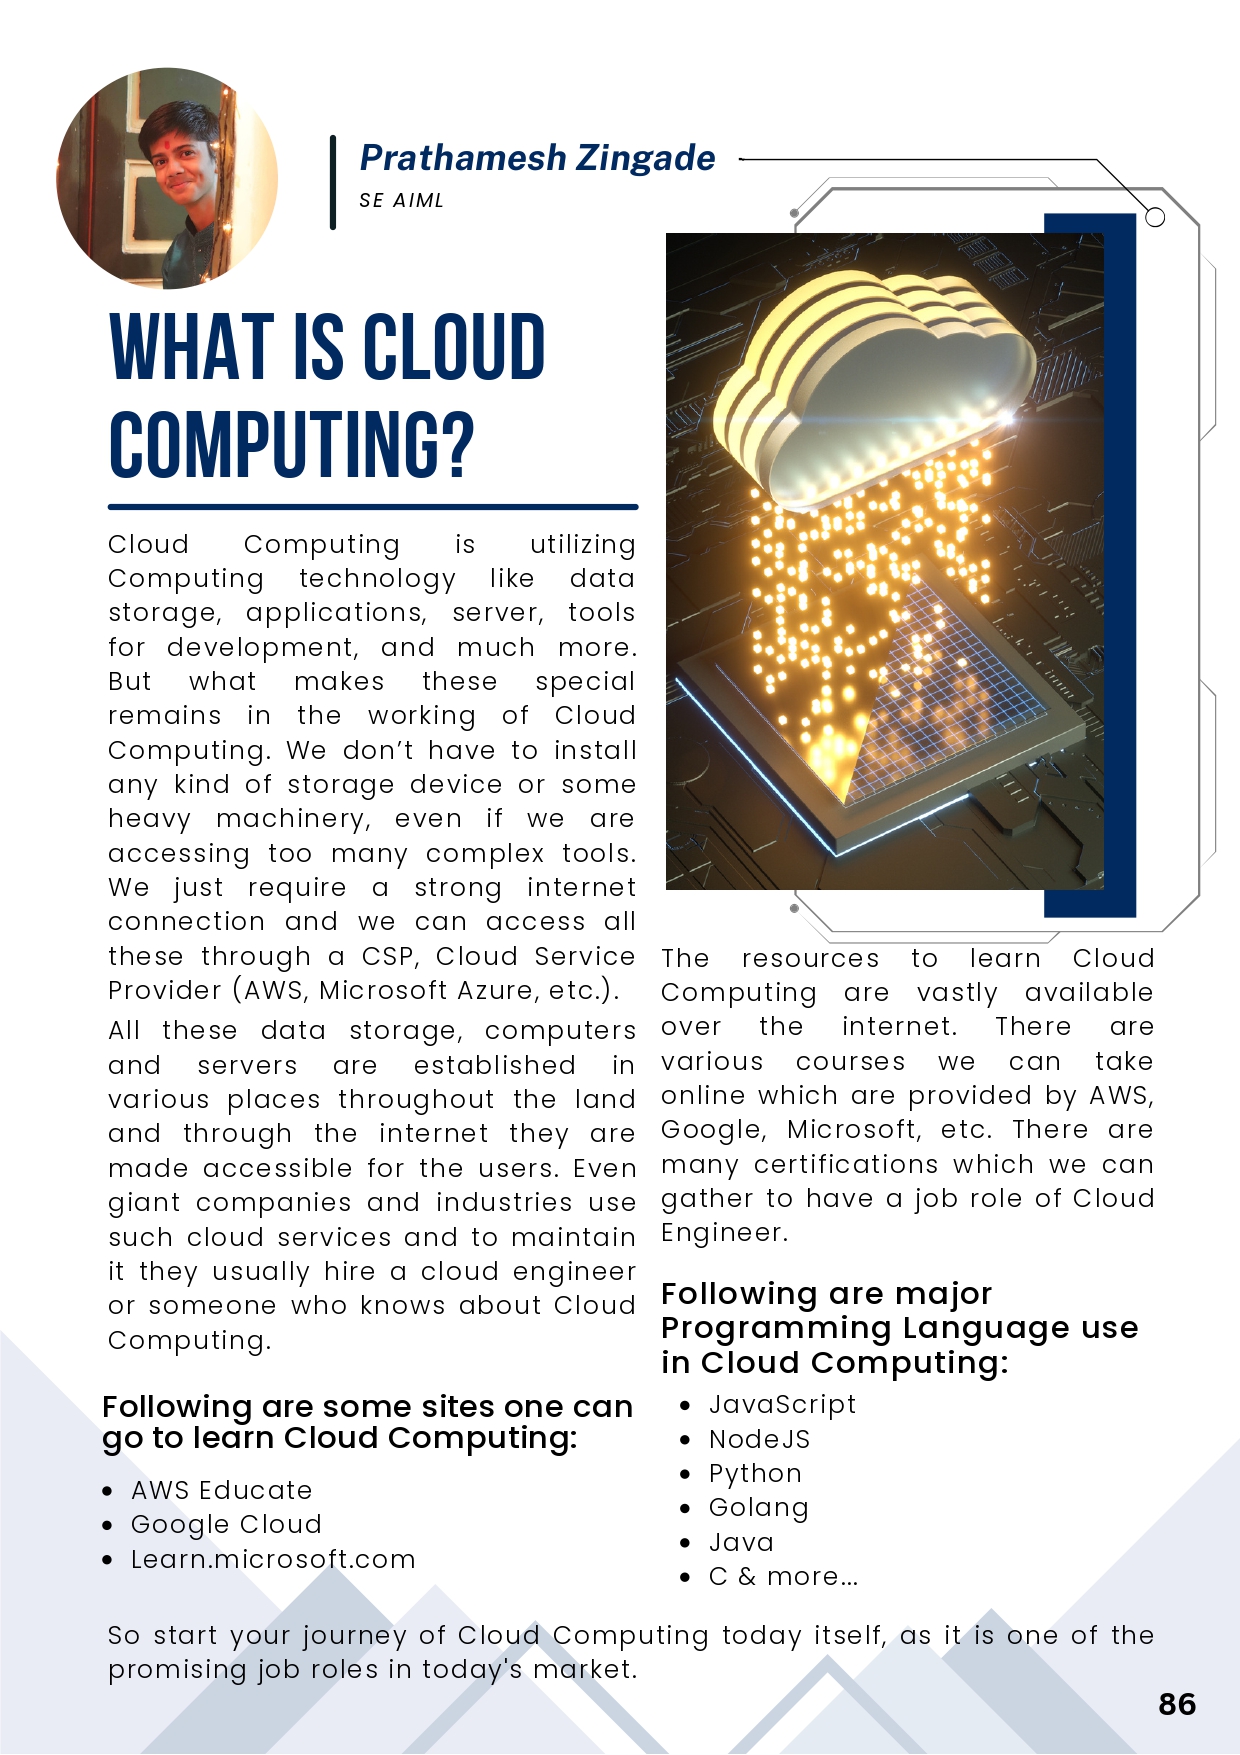 Prathamesh Zingade
SE AIML
WHAT IS CLOUD
COMPUTING?
Cloud Computing is utilizing
Computing technology like data
storage, applications, server, tools
for development, and much more.
But what makes these special
remains in the working of Cloud
Computing. We don’t have to install
any kind of storage device or some
heavy machinery, even if we are
accessing too many complex tools.
We just require a strong internet
connection and we can access all
these through a CSP, Cloud Service
Provider (AWS, Microsoft Azure, etc.).
All these data storage, computers
and servers are established in
various places throughout the land
and through the internet they are
made accessible for the users. Even
giant companies and industries use
such cloud services and to maintain
it they usually hire a cloud engineer
or someone who knows about Cloud
Computing.
Following are some sites one can
go to learn Cloud Computing:
• AWS Educate
• Google Cloud
• Learn.microsoft.com
The resources to learn Cloud
Computing are vastly available
over the internet. There are
various courses we can take
online which are provided by AWS,
Google, Microsoft, etc. There are
many certifications which we can
gather to have a job role of Cloud
Engineer.
Following are major
Programming Language use
in Cloud Computing:
• JavaScript
• NodeJS
• Python
• Golang
• Java
• C & more...
So start your journey of Cloud Computing today itself, as it is one of the
promising job roles in today's market.
86